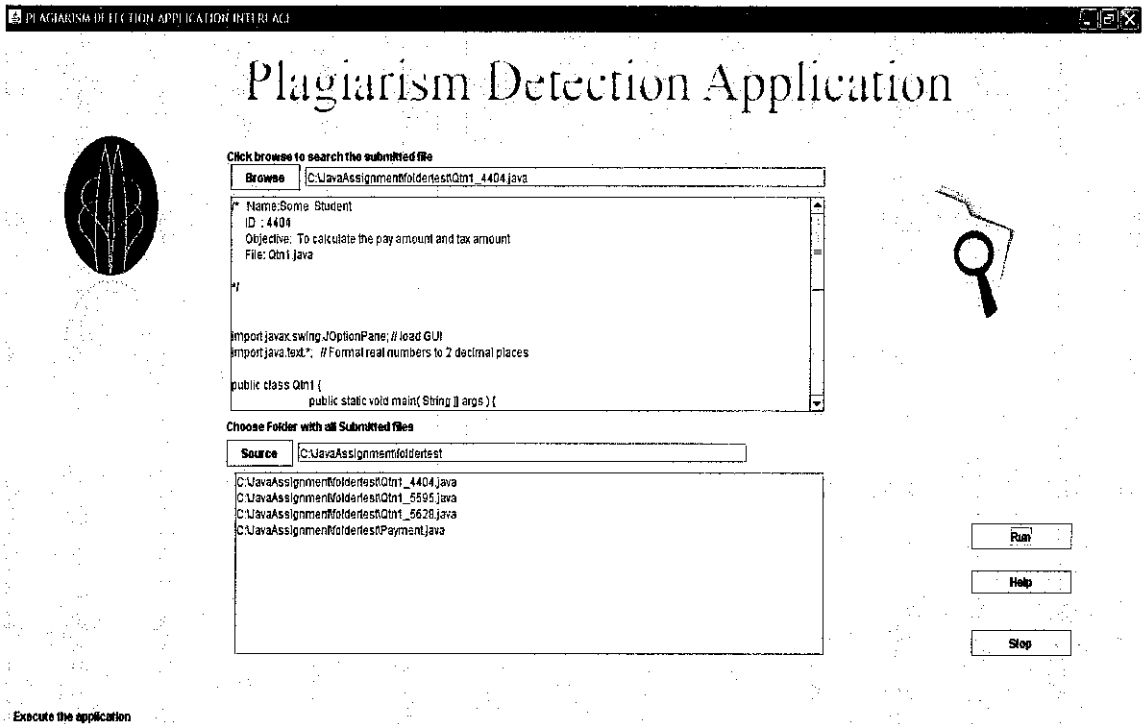 PLAGIARISM DETECTION APPLICATION INTERFACE
Plagiarism Detection Application
Click browse to search the submitted file
Browse C:\JavaAssignment\foldertest\Qtn1_4404.java
/* Name:Some Student
ID : 4404
Objective: To calculate the pay amount and tax amount
File: Qtn1.java
*/
import javax.swing.JOptionPane; // load GUI
import java.text.*; // Format real numbers to 2 decimal places
public class Qtn1 {
public static void main( String [] args ) {
Choose Folder with all Submitted files
Source C:\JavaAssignment\foldertest
C:\JavaAssignment\foldertest\Qtn1_4404.java
C:\JavaAssignment\foldertest\Qtn1_5595.java
C:\JavaAssignment\foldertest\Qtn1_5628.java
C:\JavaAssignment\foldertest\Payment.java
Run
Help
Stop
Execute the application